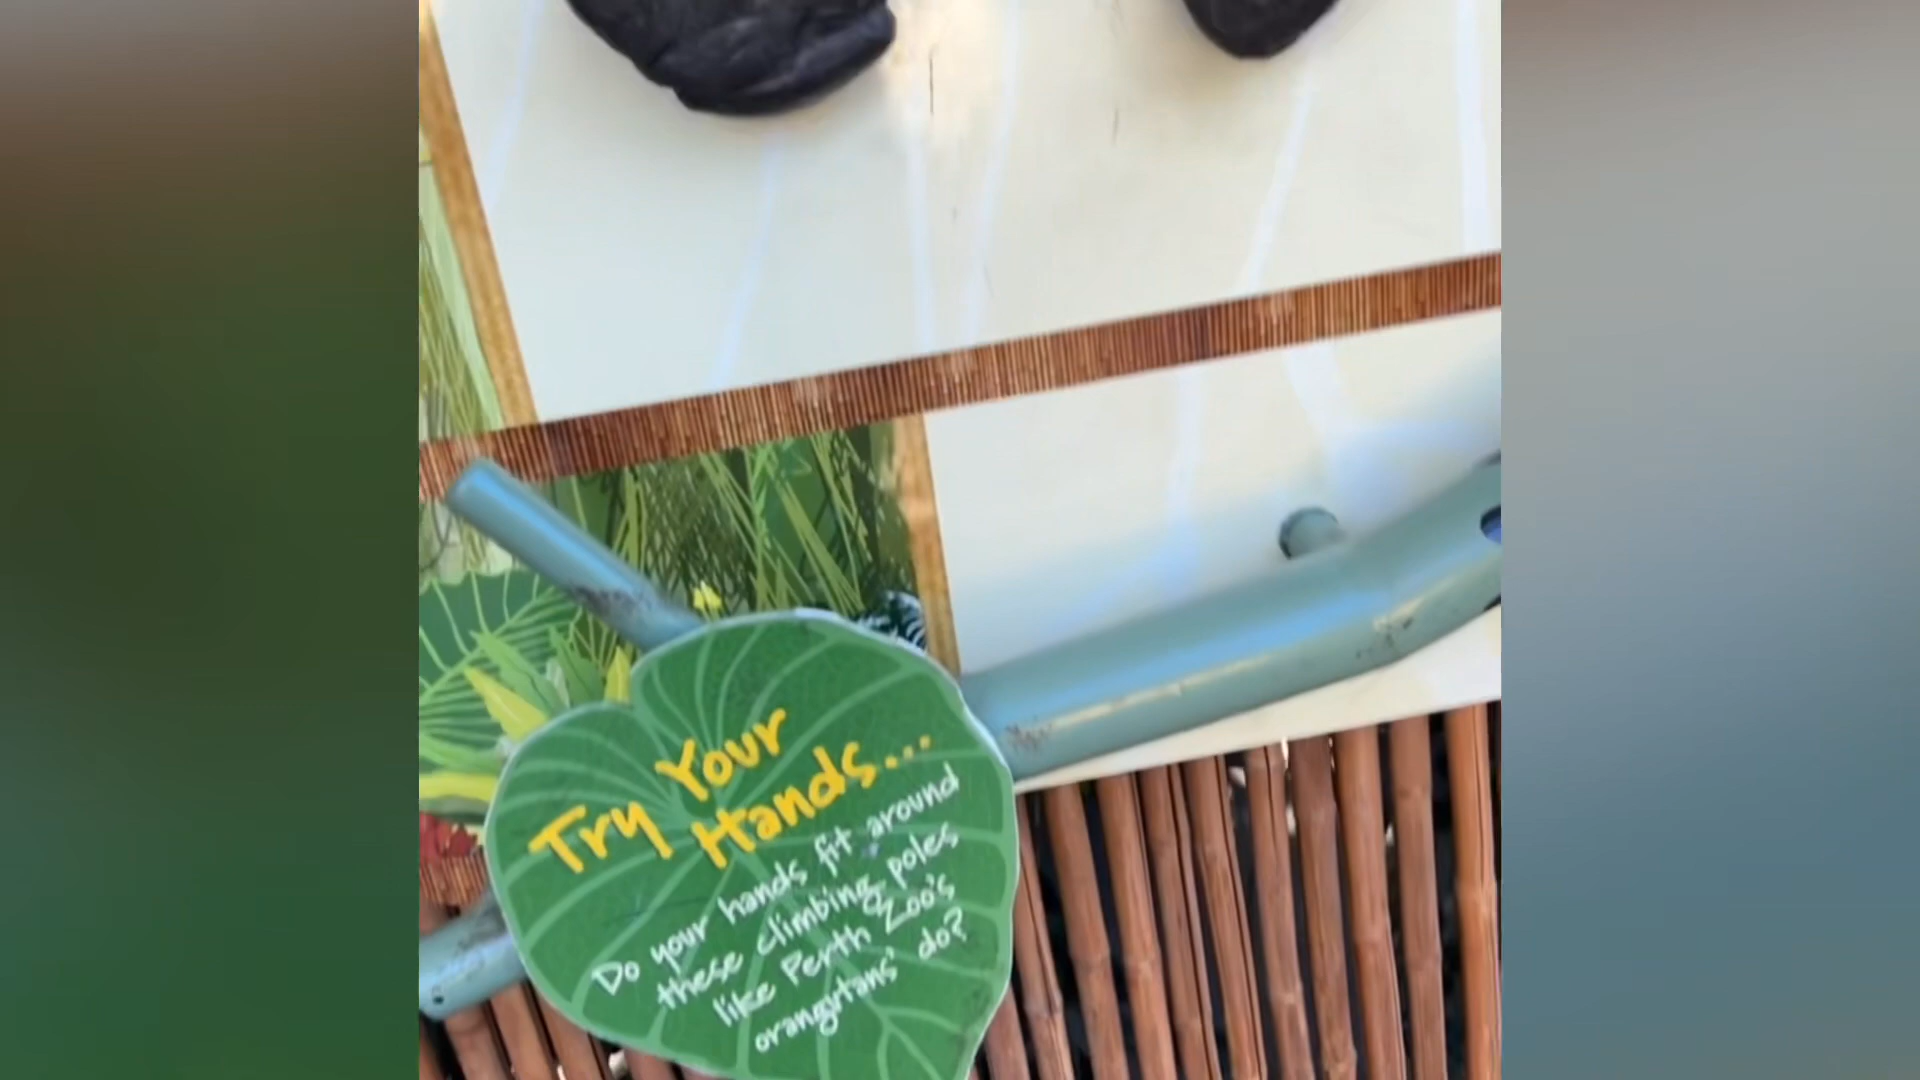 Try Your
Hands...
Do your hands fit around
these climbing poles
like Perth Zoo's
orangutans' do?